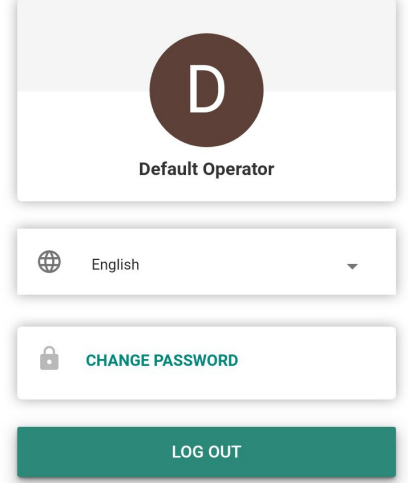 D
Default Operator
English
CHANGE PASSWORD
LOG OUT